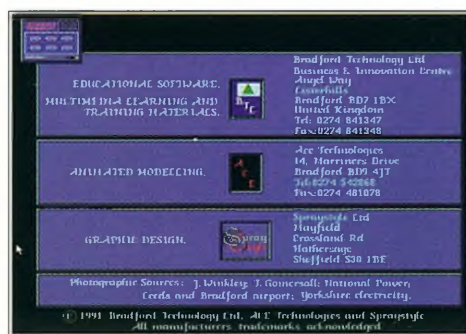 EDUCATIONAL SOFTWARE.
MULTIMEDIA LEARNING AND
TRAINING MATERIALS.
BTL
Bradford Technology Ltd
Business & Innovation Centre
Angel Way
Listerhills
Bradford BD7 1BX
United Kingdom
Tel: 0274 841347
Fax: 0274 841348
ANIMATED MODELLING.
ACE
Ace Technologies
14, Marriners Drive
Bradford BD9 4JT
Tel: 0274 542868
Fax: 0274 481078
GRAPHIC DESIGN.
Spray
Spraystyle Ltd
Mayfield
Crossland Rd
Hathersage
Sheffield S30 1BE
Photographic Sources: J. Winkley; T. Gomersall; National Power;
Leeds and Bradford airport; Yorkshire electricity.
© 1991 Bradford Technology Ltd, ACE Technologies and Spraystyle
All manufacturers trademarks acknowledged